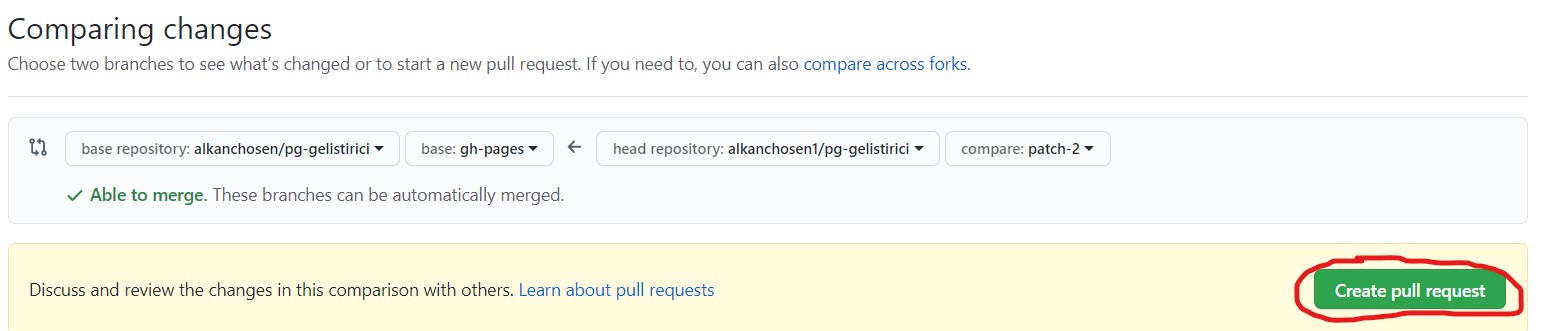 Comparing changes
Choose two branches to see what’s changed or to start a new pull request. If you need to, you can also compare across forks.
base repository: alkanchosen/pg-gelistirici base: gh-pages head repository: alkanchosen1/pg-gelistirici compare: patch-2
Able to merge. These branches can be automatically merged.
Discuss and review the changes in this comparison with others. Learn about pull requests
Create pull request